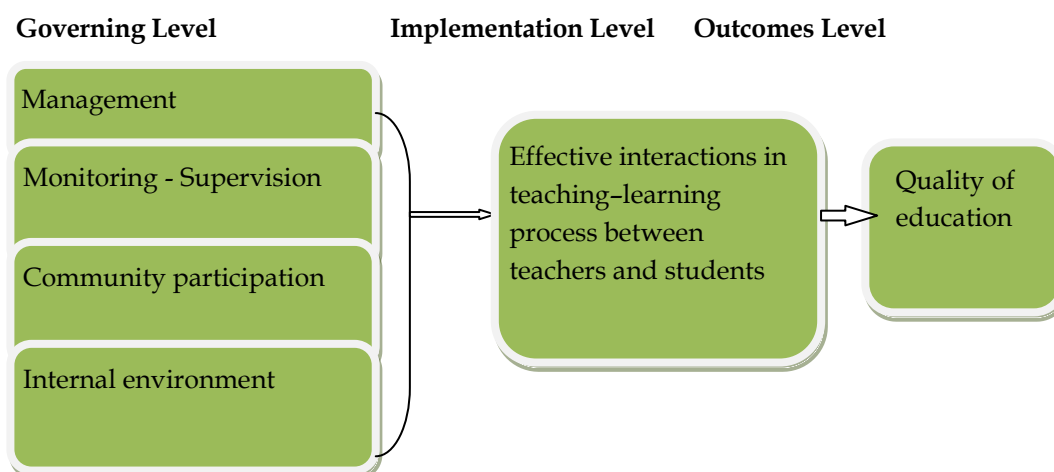 Governing Level Implementation Level Outcomes Level
Management
Monitoring - Supervision
Community participation
Internal environment
Effective interactions in
teaching–learning
process between
teachers and students
Quality of
education